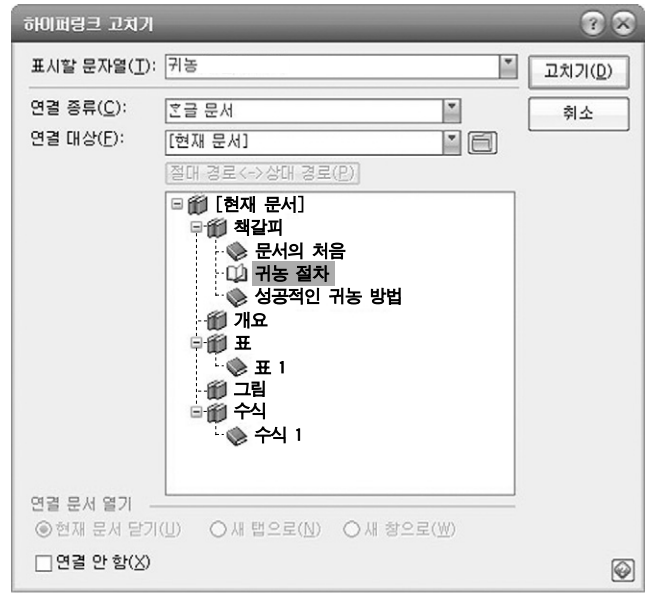 하이퍼링크 고치기
표시할 문자열(T): 귀농 고치기(D)
연결 종류(C): 흔글 문서 취소
연결 대상(F): [현재 문서]
절대 경로<->상대 경로(P)
[현재 문서]
책갈피
문서의 처음
귀농 절차
성공적인 귀농 방법
개요
표
표 1
그림
수식
수식 1
연결 문서 열기
현재 문서 닫기(U) 새 탭으로(N) 새 창으로(W)
연결 안 함(X)